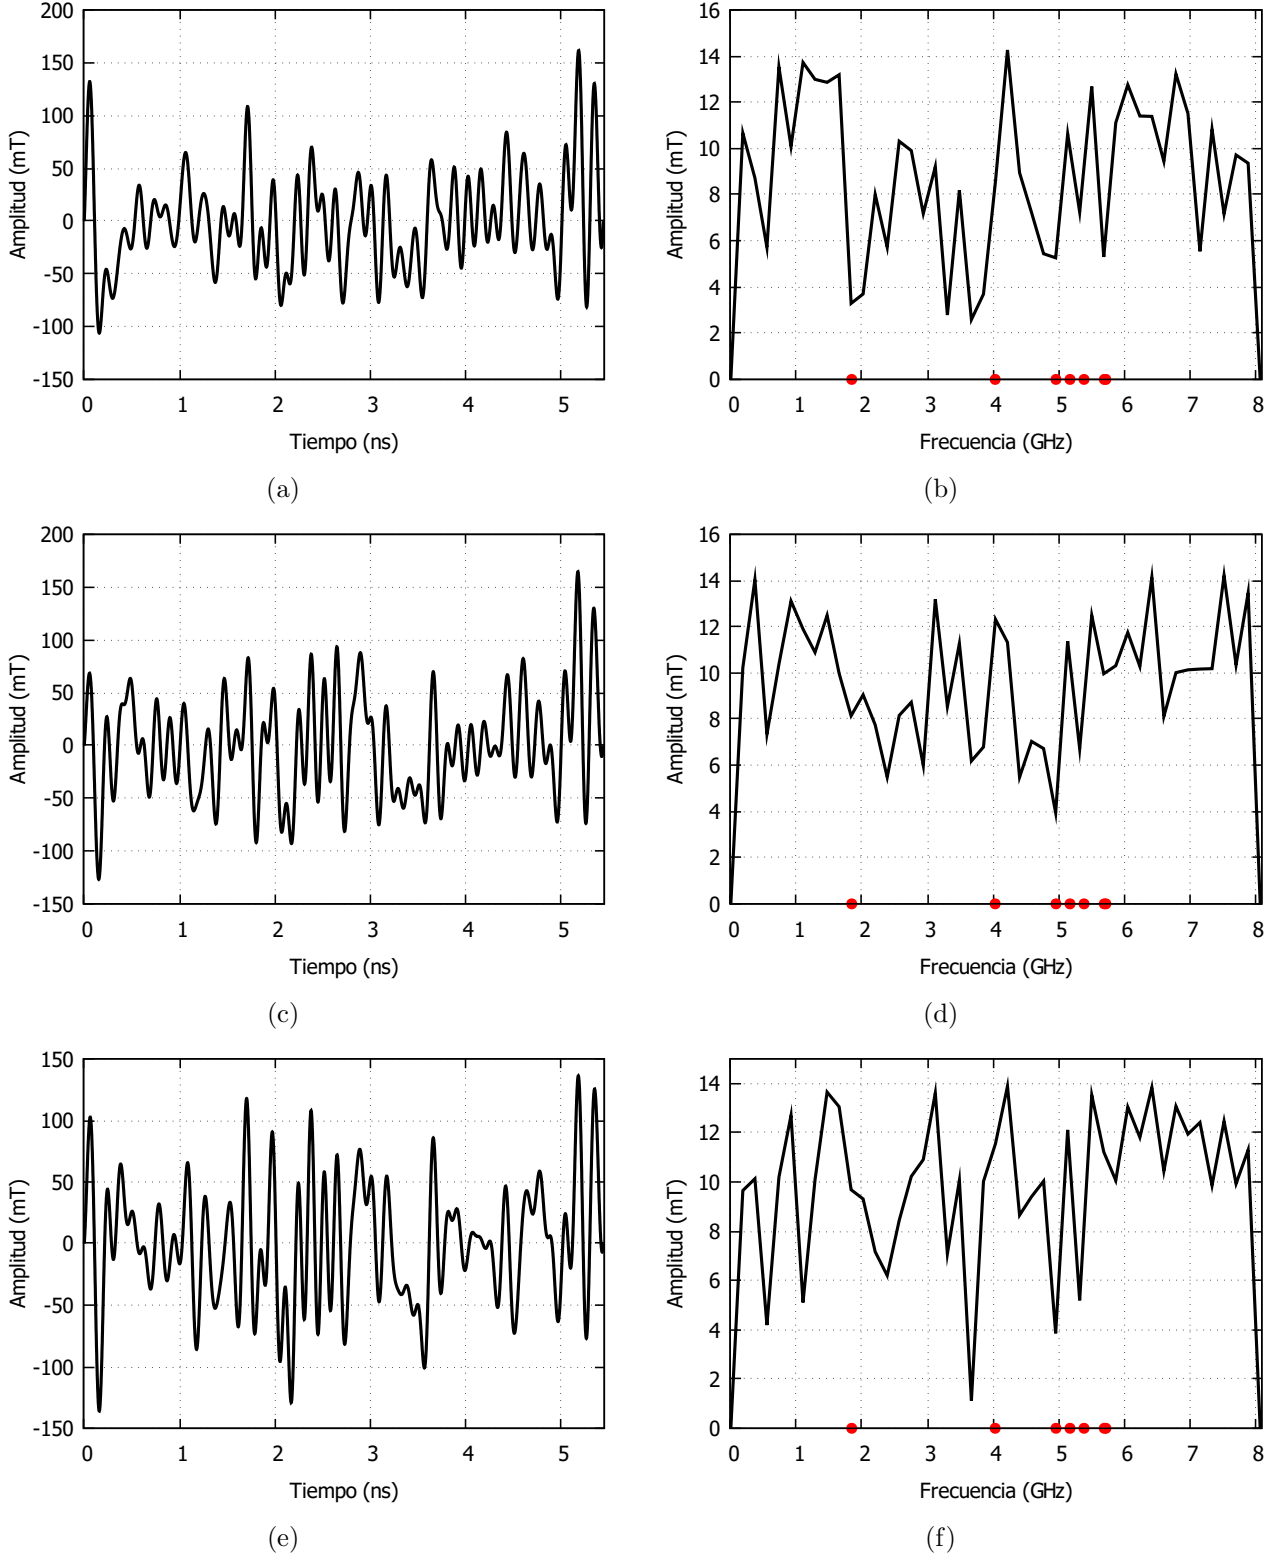 200
150
100
50
0
-50
-100
-150
Amplitud (mT)
0 1 2 3 4 5
Tiempo (ns)
(a)
16
14
12
10
8
6
4
2
0
Amplitud (mT)
0 1 2 3 4 5 6 7 8
Frecuencia (GHz)
(b)
200
150
100
50
0
-50
-100
-150
Amplitud (mT)
0 1 2 3 4 5
Tiempo (ns)
(c)
16
14
12
10
8
6
4
2
0
Amplitud (mT)
0 1 2 3 4 5 6 7 8
Frecuencia (GHz)
(d)
150
100
50
0
-50
-100
-150
Amplitud (mT)
0 1 2 3 4 5
Tiempo (ns)
(e)
14
12
10
8
6
4
2
0
Amplitud (mT)
0 1 2 3 4 5 6 7 8
Frecuencia (GHz)
(f)